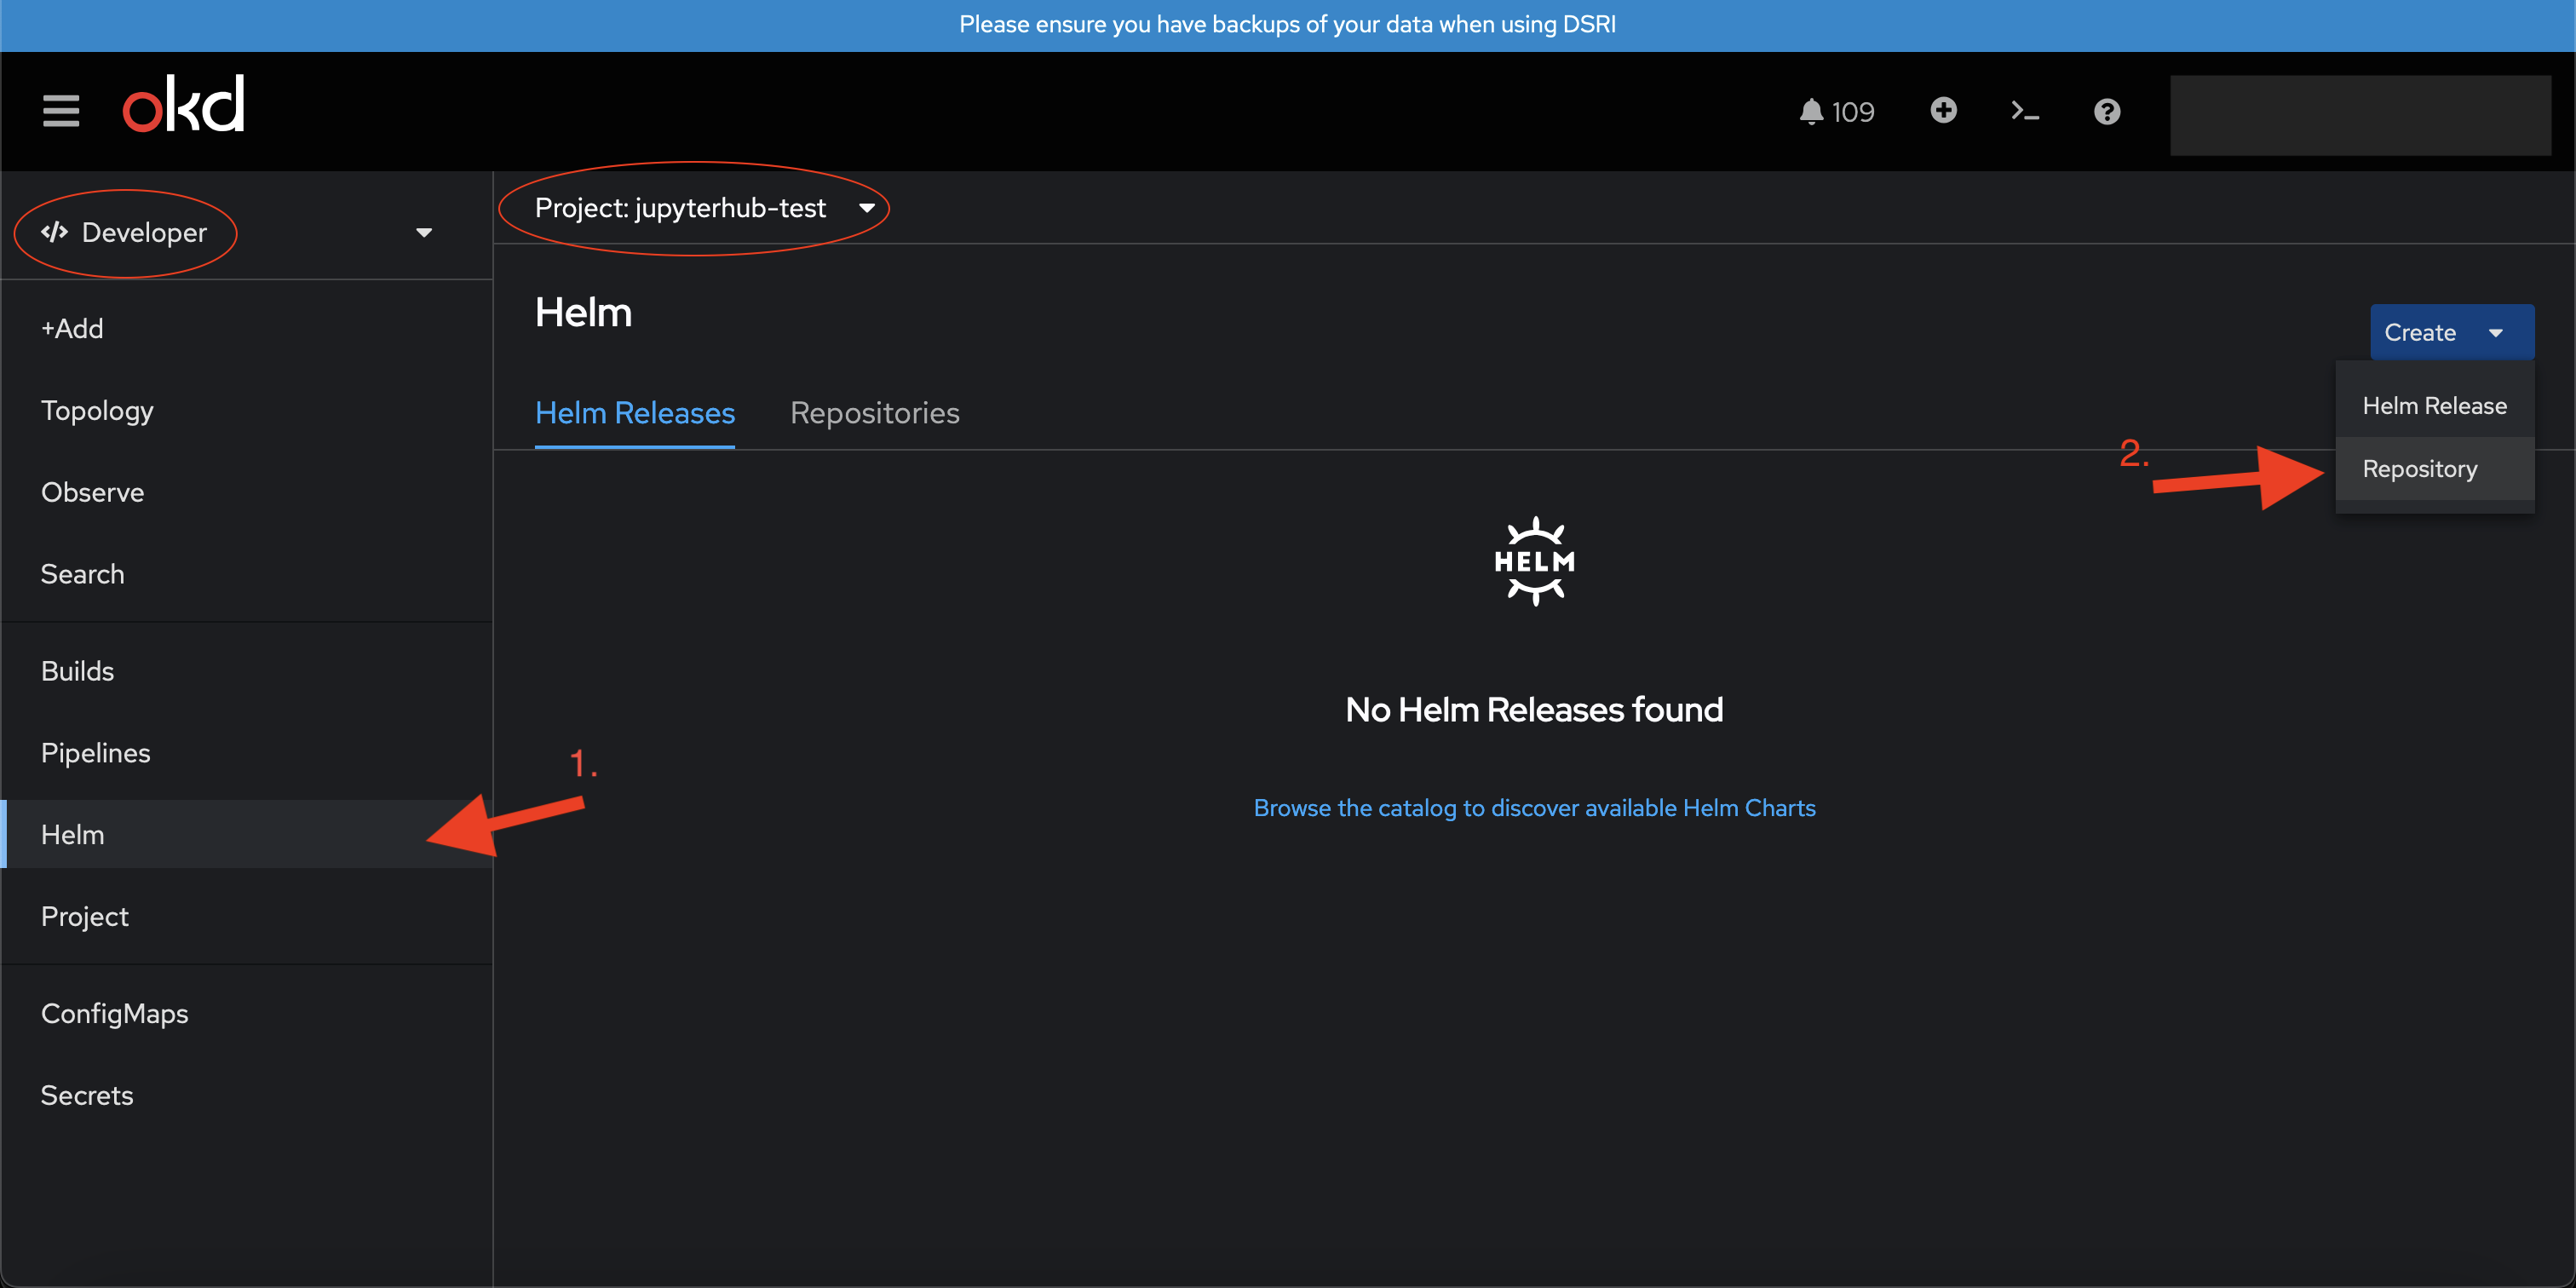 Please ensure you have backups of your data when using DSRI
okd
109
Developer
Project: jupyterhub-test
+Add
Topology
Observe
Search
Builds
Pipelines
Helm
Project
ConfigMaps
Secrets
1.
Helm
Create
Helm Release
Repository
2.
Helm Releases
Repositories
HELM
No Helm Releases found
Browse the catalog to discover available Helm Charts